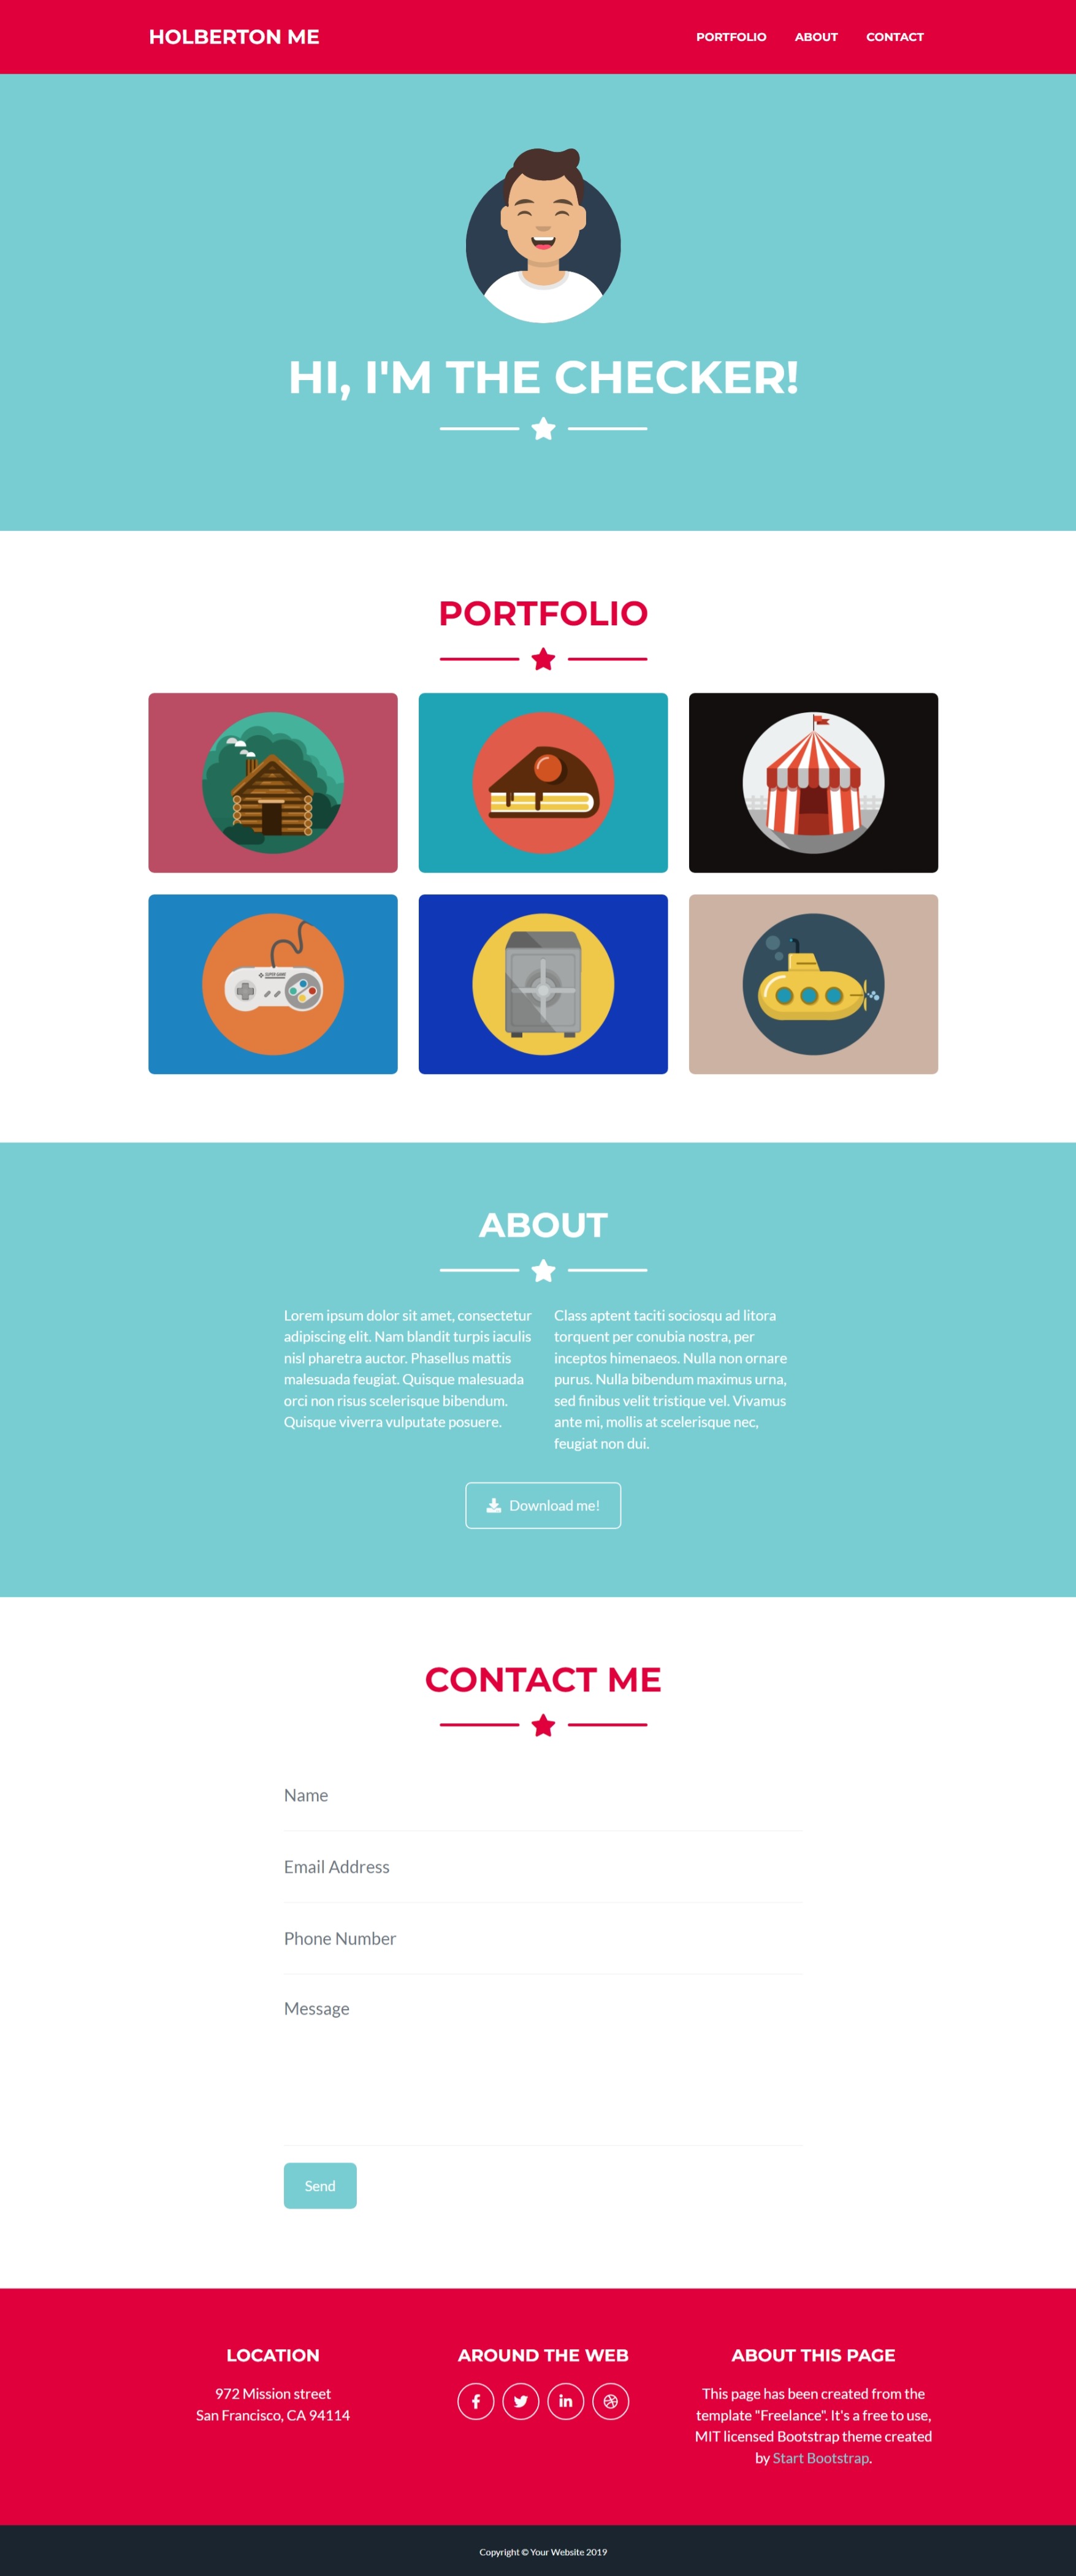 HOLBERTON ME
PORTFOLIO
ABOUT
CONTACT
HI, I'M THE CHECKER!
PORTFOLIO
SUPER GAME
ABOUT
Lorem ipsum dolor sit amet, consectetur
adipiscing elit. Nam blandit turpis iaculis
nisl pharetra auctor. Phasellus mattis
malesuada feugiat. Quisque malesuada
orci non risus scelerisque bibendum.
Quisque viverra vulputate posuere.
Class aptent taciti sociosqu ad litora
torquent per conubia nostra, per
inceptos himenaeos. Nulla non ornare
purus. Nulla bibendum maximus urna,
sed finibus velit tristique vel. Vivamus
ante mi, mollis at scelerisque nec,
feugiat non dui.
Download me!
CONTACT ME
Name
Email Address
Phone Number
Message
Send
LOCATION
972 Mission street
San Francisco, CA 94114
AROUND THE WEB
ABOUT THIS PAGE
This page has been created from the
template "Freelance". It's a free to use,
MIT licensed Bootstrap theme created
by Start Bootstrap.
Copyright © Your Website 2019